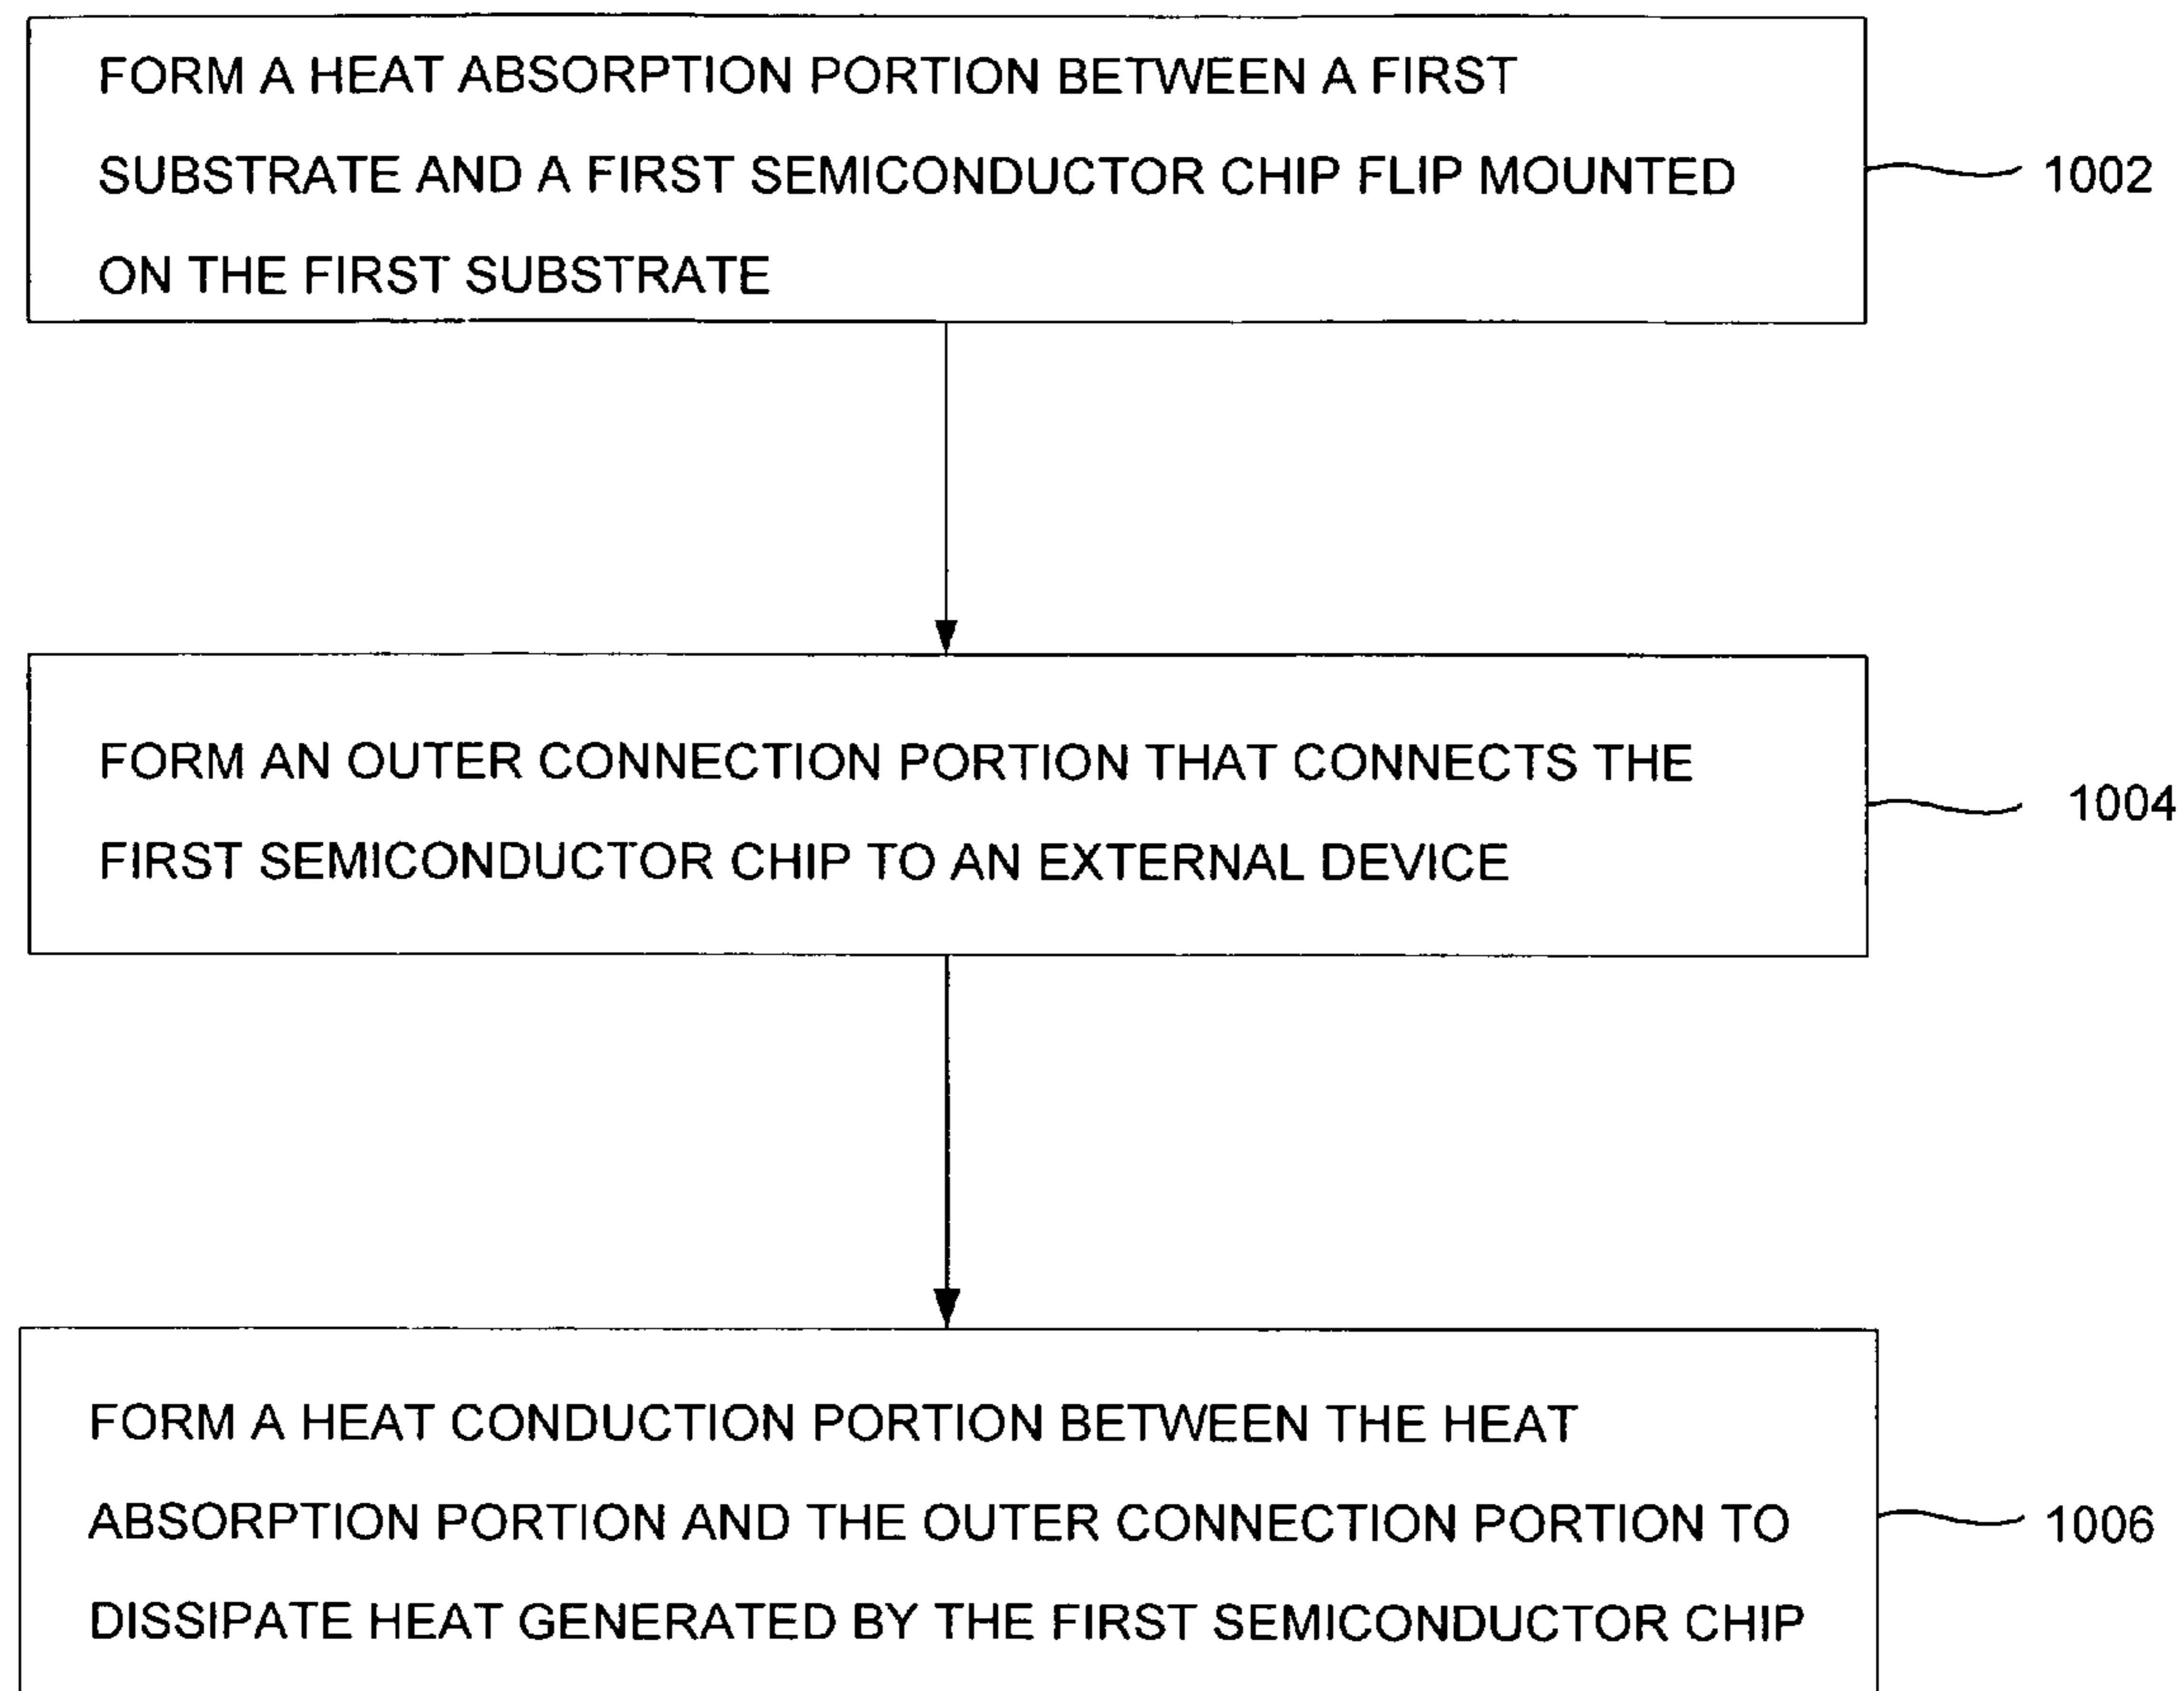 FORM A HEAT ABSORPTION PORTION BETWEEN A FIRST
SUBSTRATE AND A FIRST SEMICONDUCTOR CHIP FLIP MOUNTED
ON THE FIRST SUBSTRATE
1002
FORM AN OUTER CONNECTION PORTION THAT CONNECTS THE
FIRST SEMICONDUCTOR CHIP TO AN EXTERNAL DEVICE
1004
FORM A HEAT CONDUCTION PORTION BETWEEN THE HEAT
ABSORPTION PORTION AND THE OUTER CONNECTION PORTION TO
DISSIPATE HEAT GENERATED BY THE FIRST SEMICONDUCTOR CHIP
1006